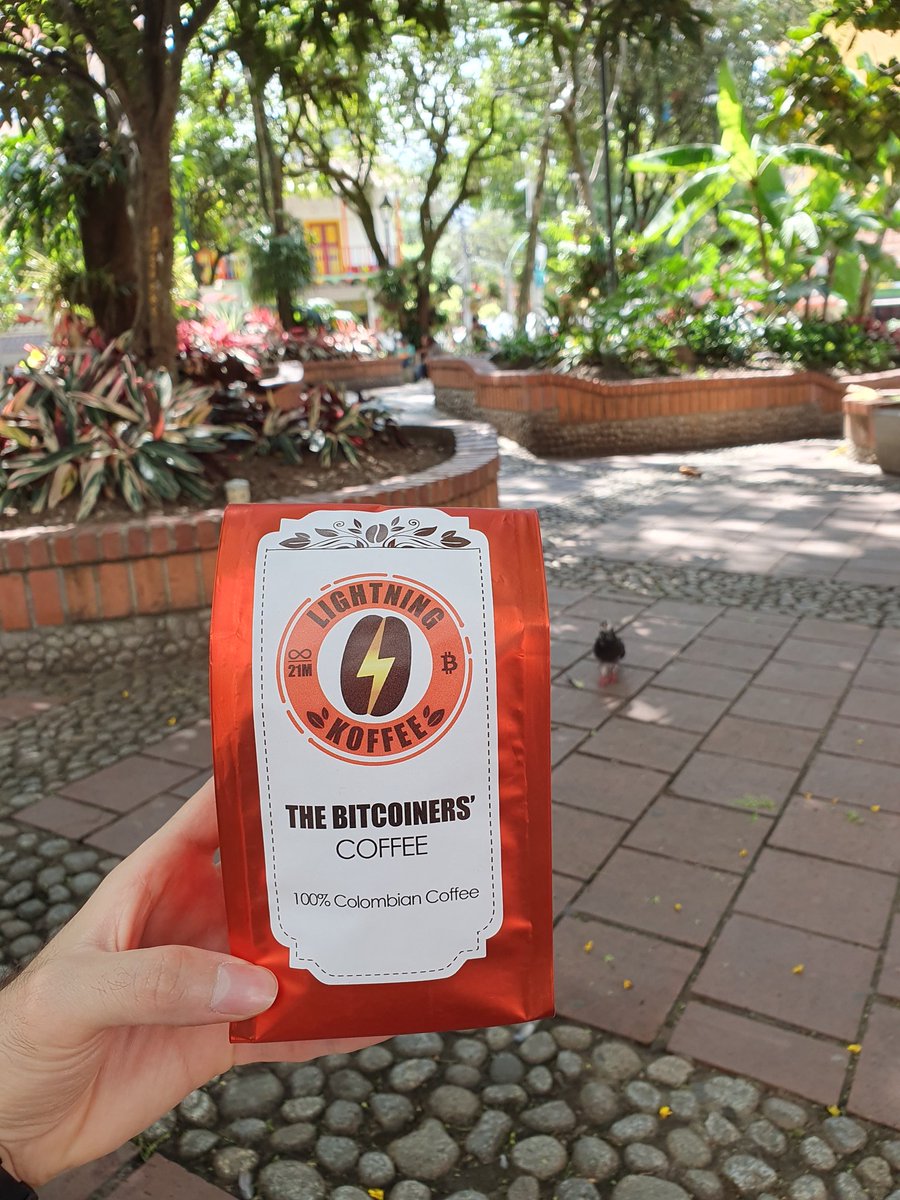 LIGHTNING
∞
21M
₿
KOFFEE
THE BITCOINERS'
COFFEE
100% Colombian Coffee